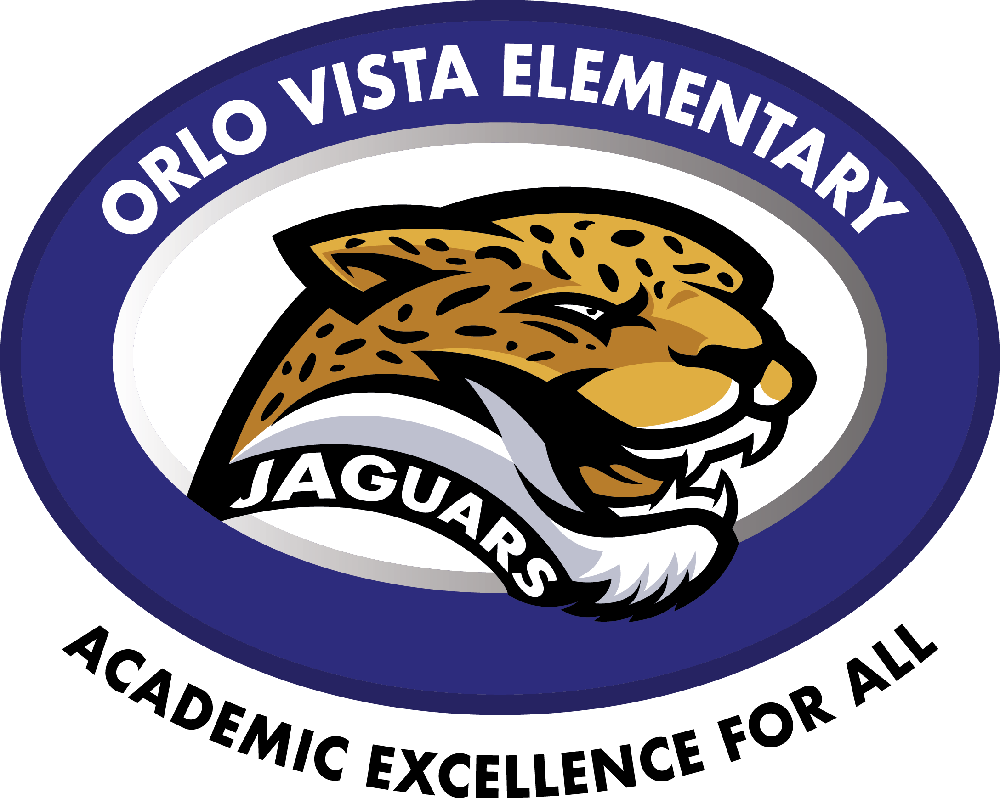 ORLO VISTA ELEMENTARY
JAGUARS
ACADEMIC EXCELLENCE FOR ALL